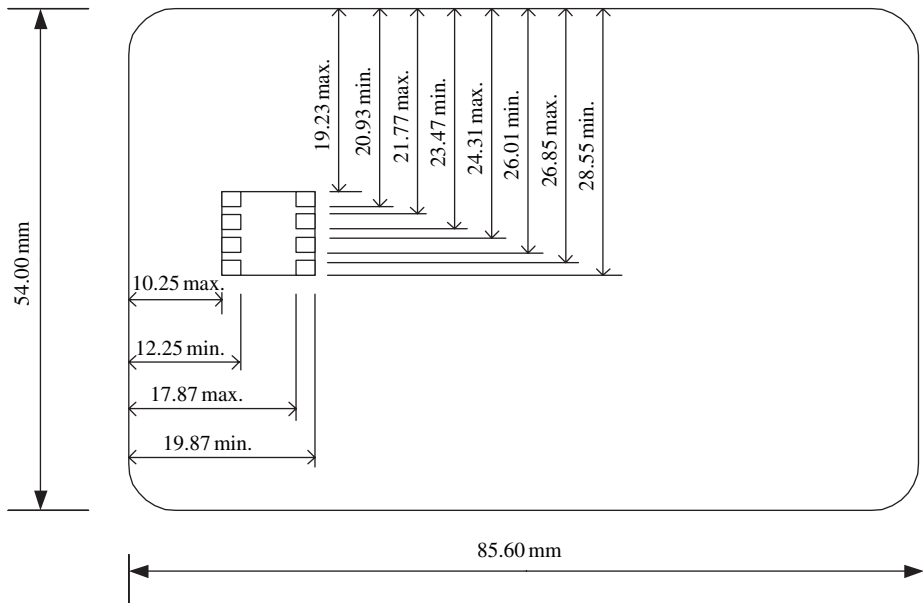 19.23 max.
20.93 min.
21.77 max.
23.47 min.
24.31 max.
26.01 min.
26.85 max.
28.55 min.
54.00 mm
10.25 max.
12.25 min.
17.87 max.
19.87 min.
85.60 mm